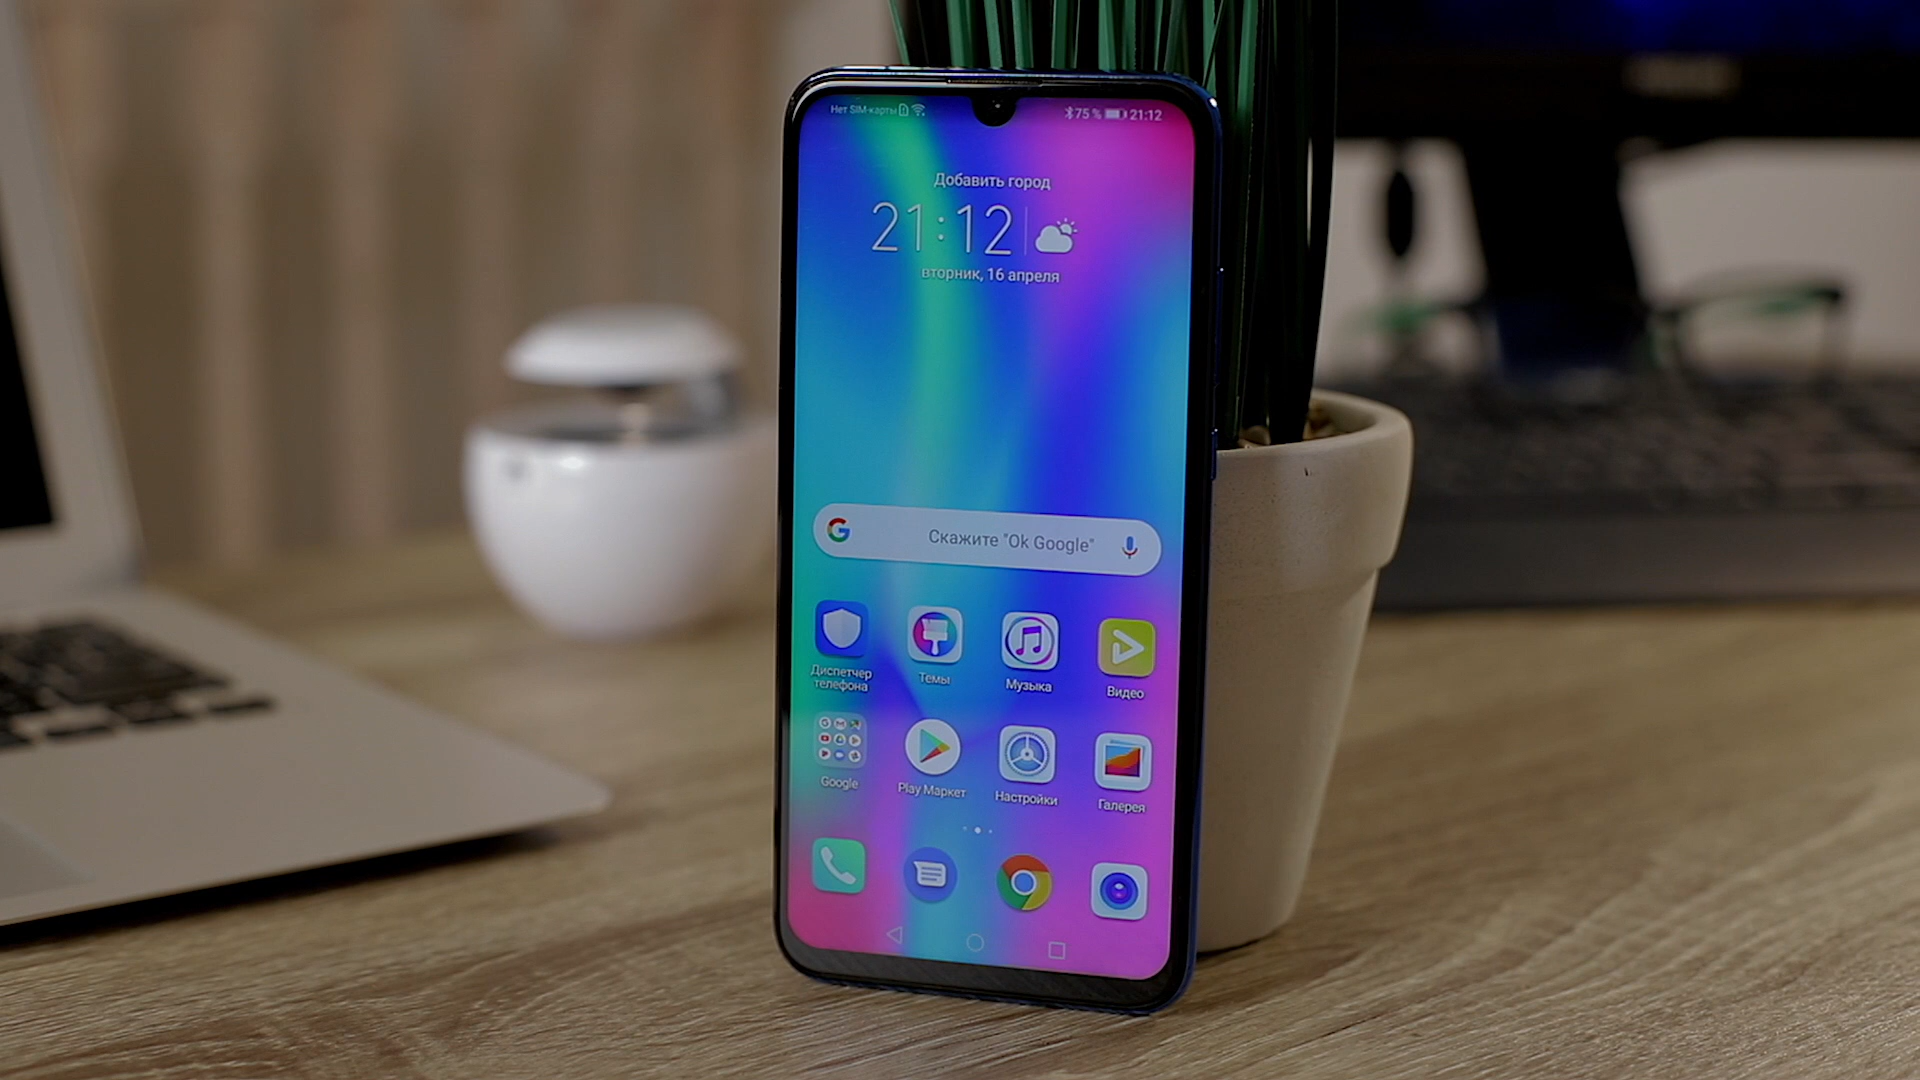 Нет SIM-карты
75 % 21:12
Добавить город
21:12
вторник, 16 апреля
Скажите "Ok Google"
Диспетчер
телефона
Темы
Музыка
Видео
Google
Play Маркет
Настройки
Галерея